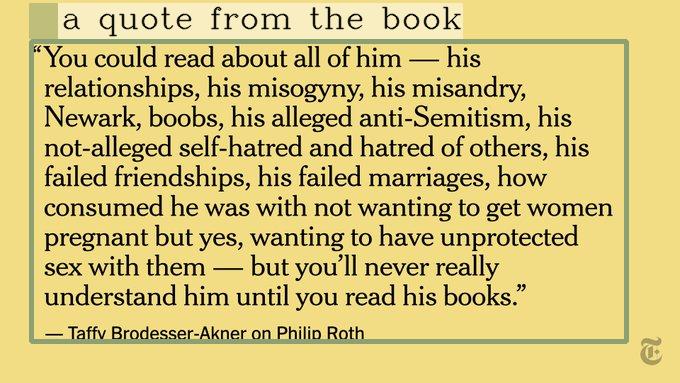 a quote from the book
“You could read about all of him — his
relationships, his misogyny, his misandry,
Newark, boobs, his alleged anti-Semitism, his
not-alleged self-hatred and hatred of others, his
failed friendships, his failed marriages, how
consumed he was with not wanting to get women
pregnant but yes, wanting to have unprotected
sex with them — but you’ll never really
understand him until you read his books.”
— Taffy Brodesser-Akner on Philip Roth
T